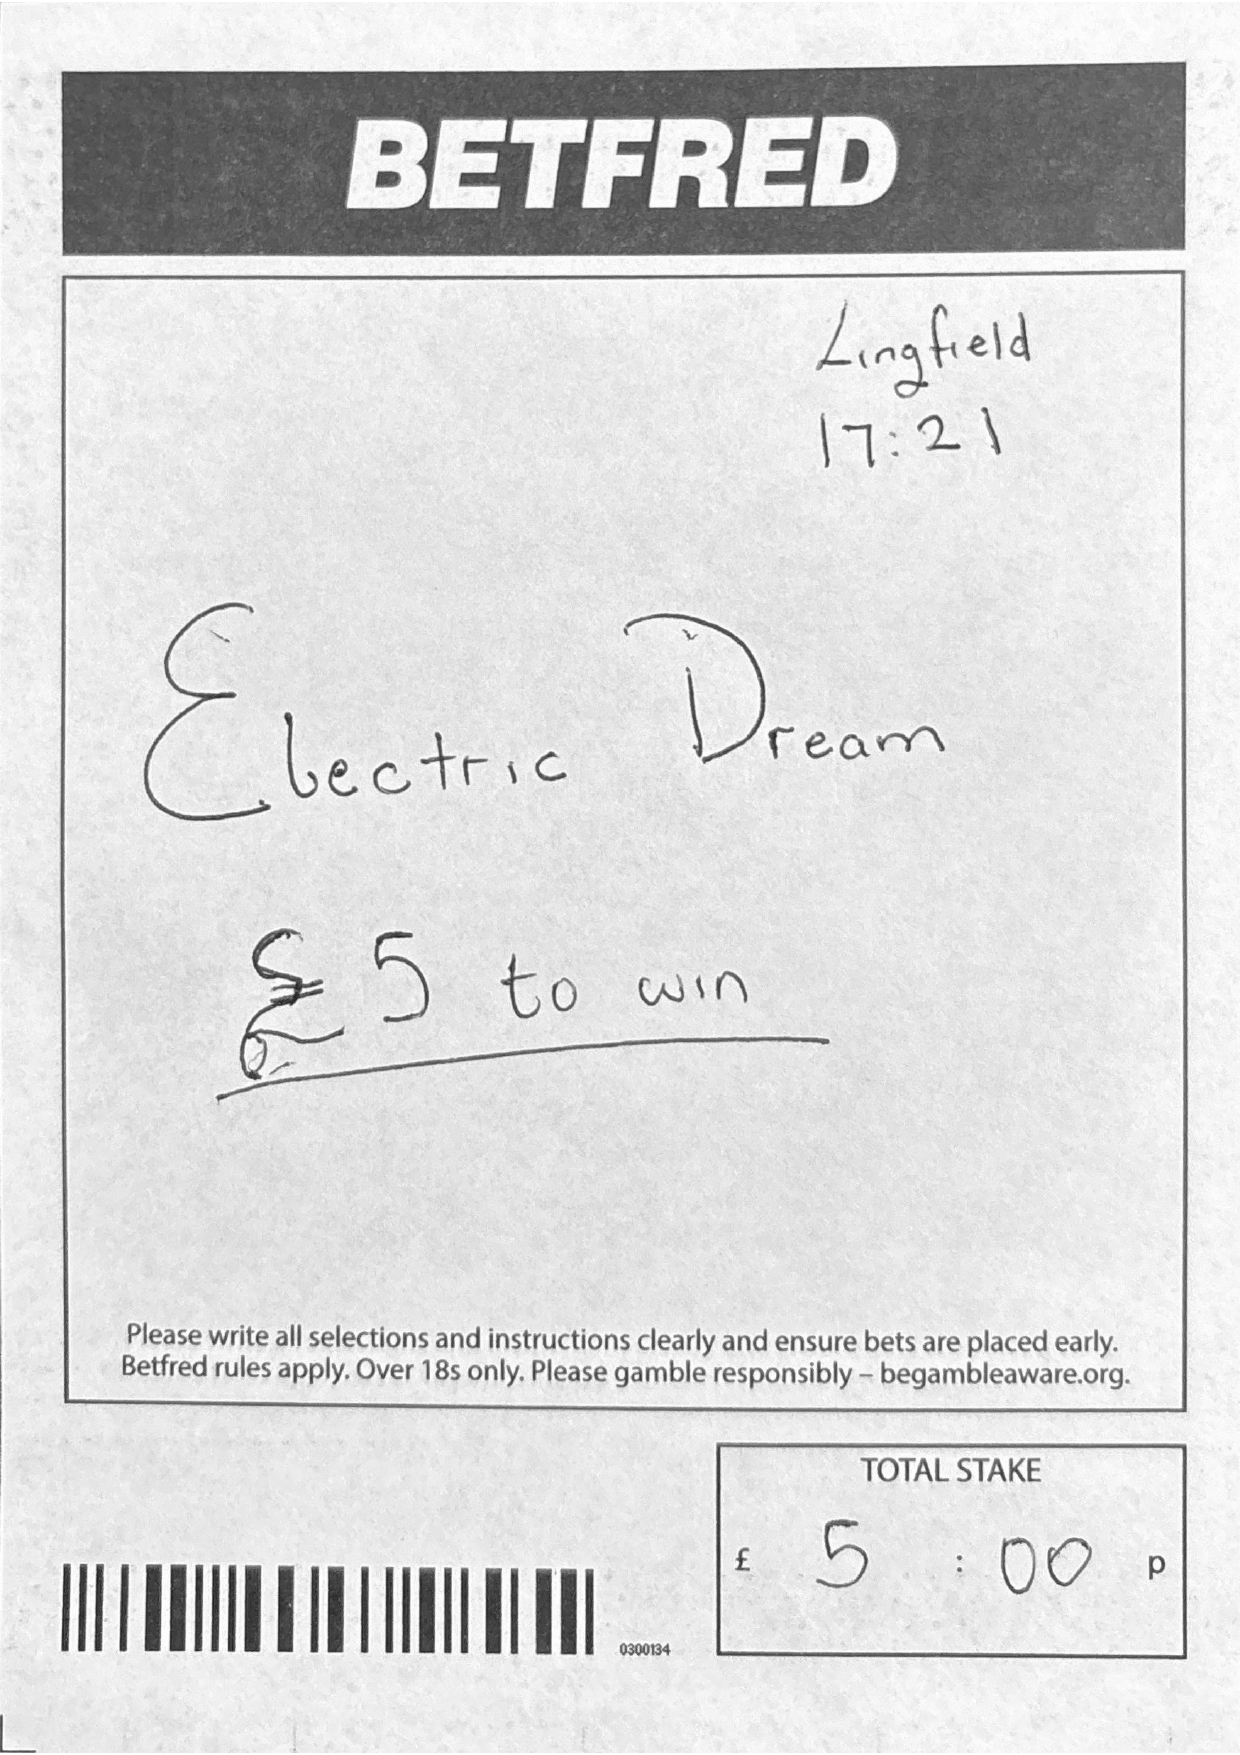 BETFRED
Lingfield
17:21
Electric Dream
£5 to win
Please write all selections and instructions clearly and ensure bets are placed early.
Betfred rules apply. Over 18s only. Please gamble responsibly – begambleaware.org.
TOTAL STAKE
£ 5 : 00 p
0300134